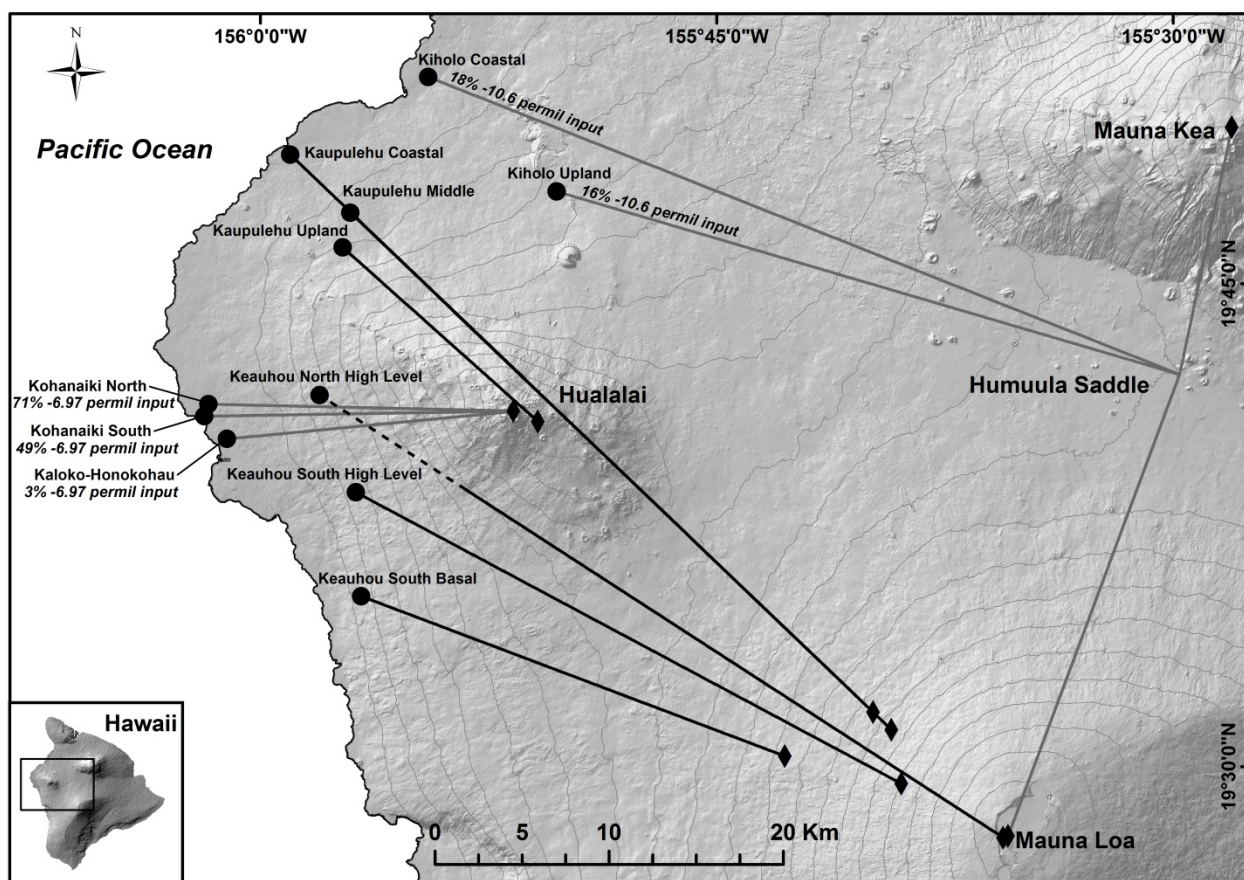 156°0'0"W
155°45'0"W
155°30'0"W
N
Kiholo Coastal
18% -10.6 permil input
Mauna Kea
Pacific Ocean
Kaupulehu Coastal
Kiholo Upland
16% -10.6 permil input
Kaupulehu Middle
Kaupulehu Upland
19°45'0"N
Kohanaiki North
71% -6.97 permil input
Keauhou North High Level
Hualalai
Humuula Saddle
Kohanaiki South
49% -6.97 permil input
Kaloko-Honokohau
3% -6.97 permil input
Keauhou South High Level
Keauhou South Basal
19°30'0"N
Hawaii
0 5 10 20 Km
Mauna Loa